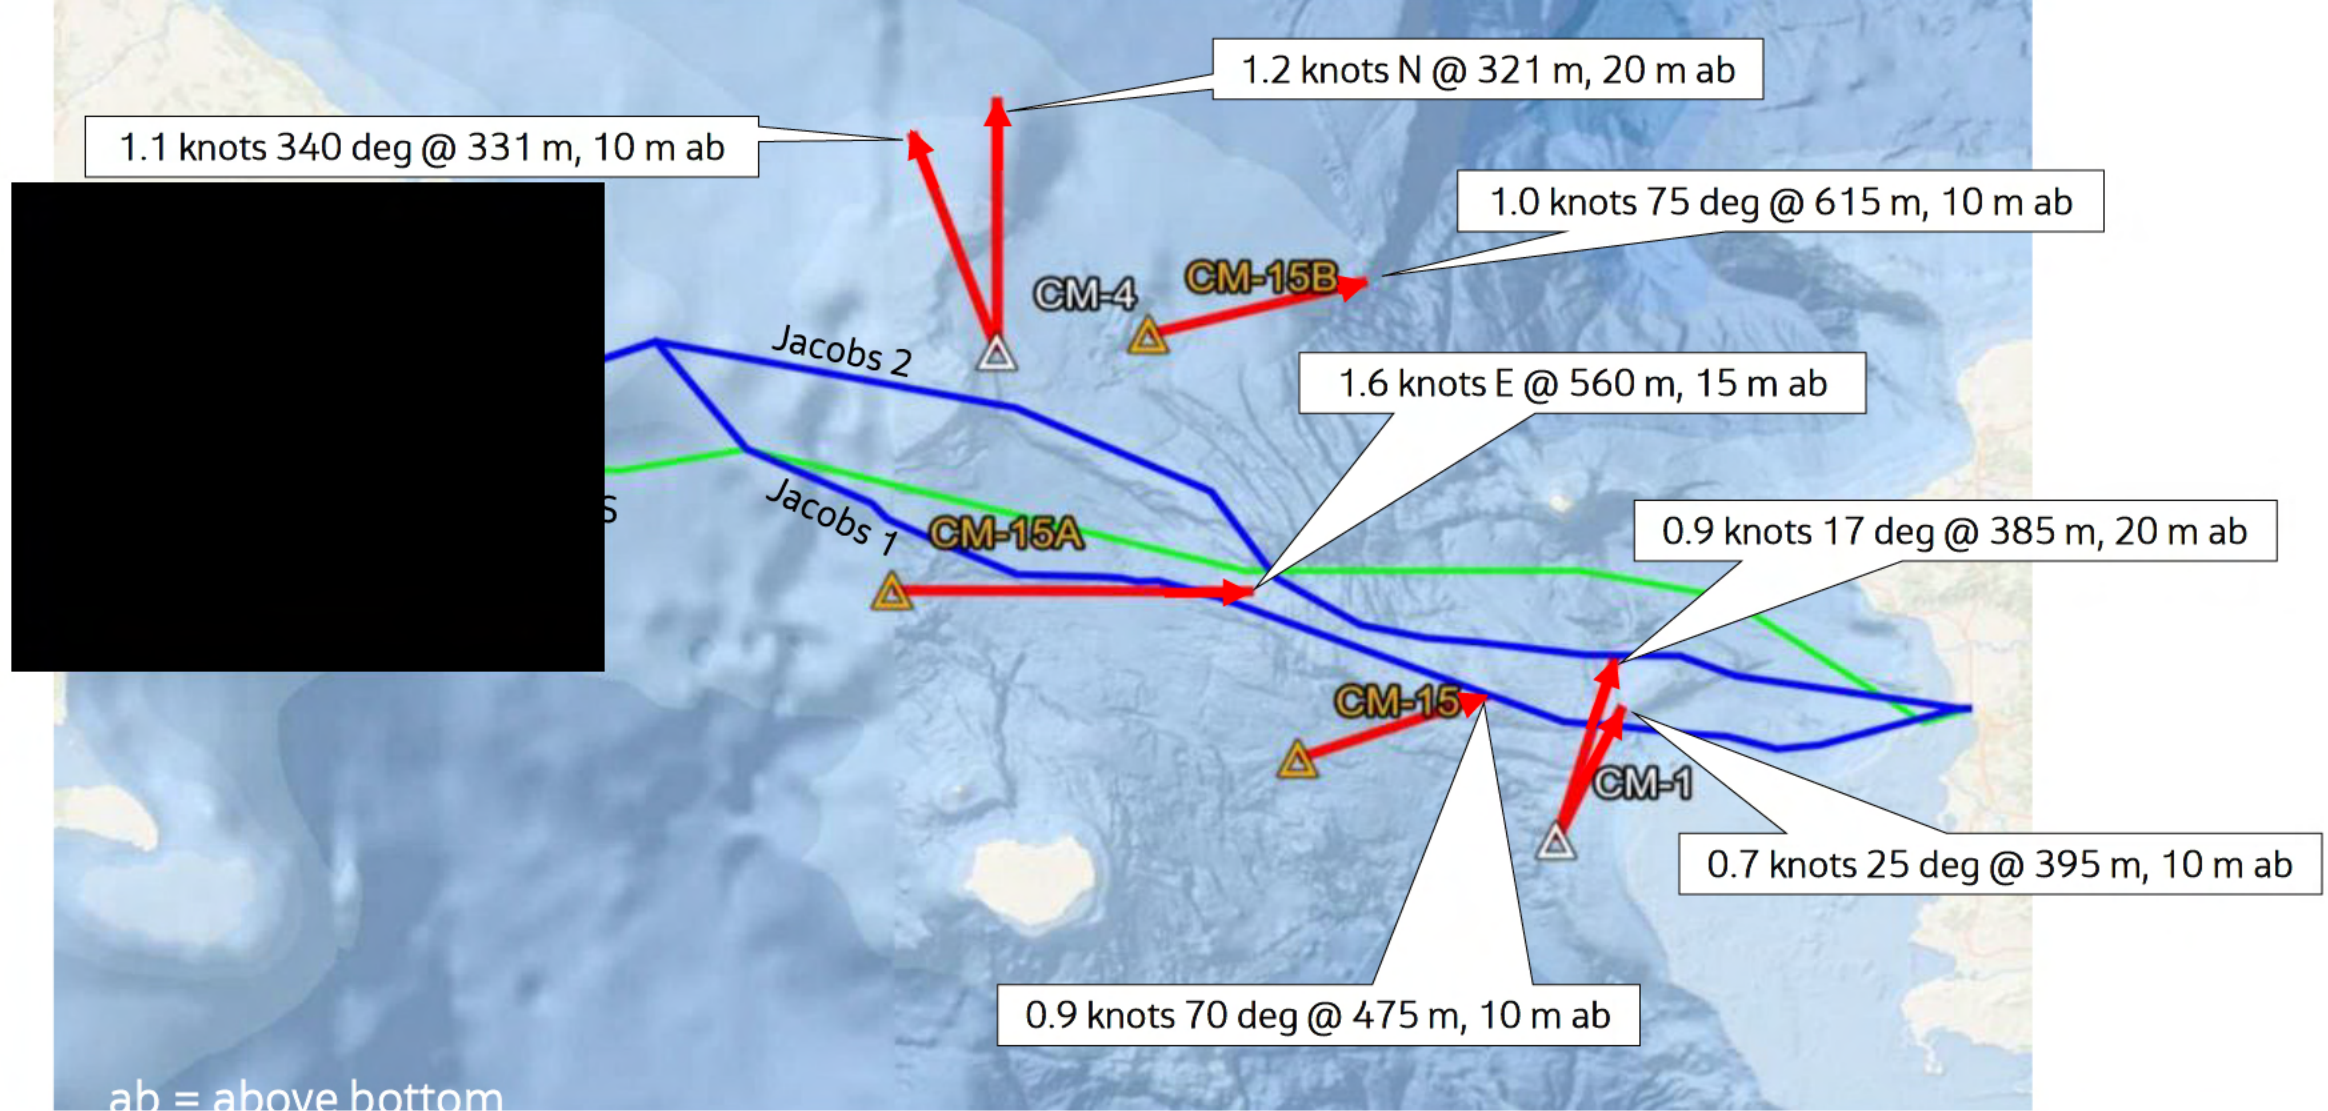 1.2 knots N @ 321 m, 20 m ab
1.1 knots 340 deg @ 331 m, 10 m ab
1.0 knots 75 deg @ 615 m, 10 m ab
CM-15B
CM-4
Jacobs 2
1.6 knots E @ 560 m, 15 m ab
S
Jacobs 1
CM-15A
0.9 knots 17 deg @ 385 m, 20 m ab
CM-15
CM-1
0.7 knots 25 deg @ 395 m, 10 m ab
0.9 knots 70 deg @ 475 m, 10 m ab
ab = above bottom